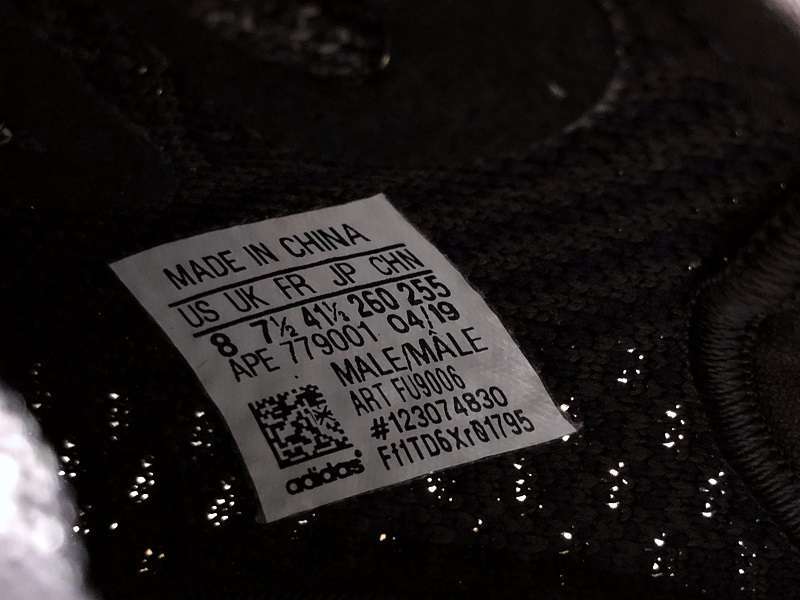 MADE IN CHINA
US UK FR JP CHN
8 7½ 41⅓ 260 255
APE 779001 04/19
MALE/MÂLE
ART FU9006
#123074830
Ff1TD6XrQ1795
adidas